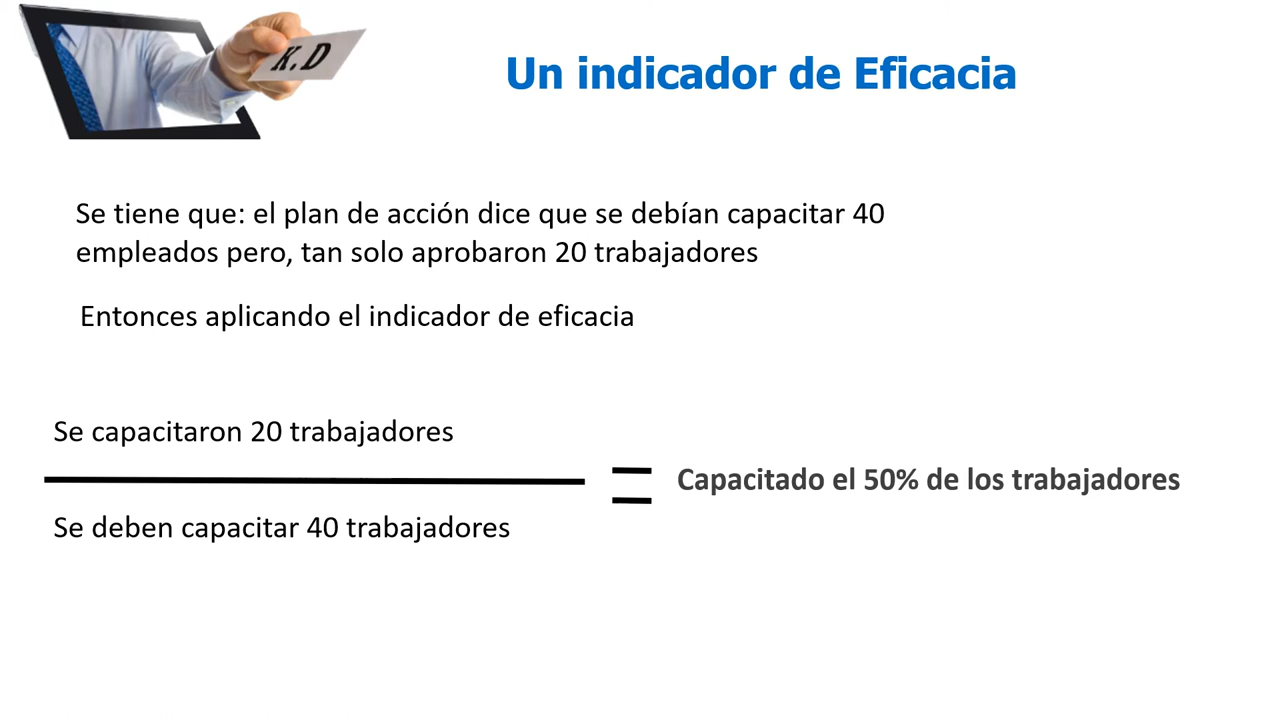 K.D
Un indicador de Eficacia
Se tiene que: el plan de acción dice que se debían capacitar 40
empleados pero, tan solo aprobaron 20 trabajadores
Entonces aplicando el indicador de eficacia
Se capacitaron 20 trabajadores
=
Capacitado el 50% de los trabajadores
Se deben capacitar 40 trabajadores